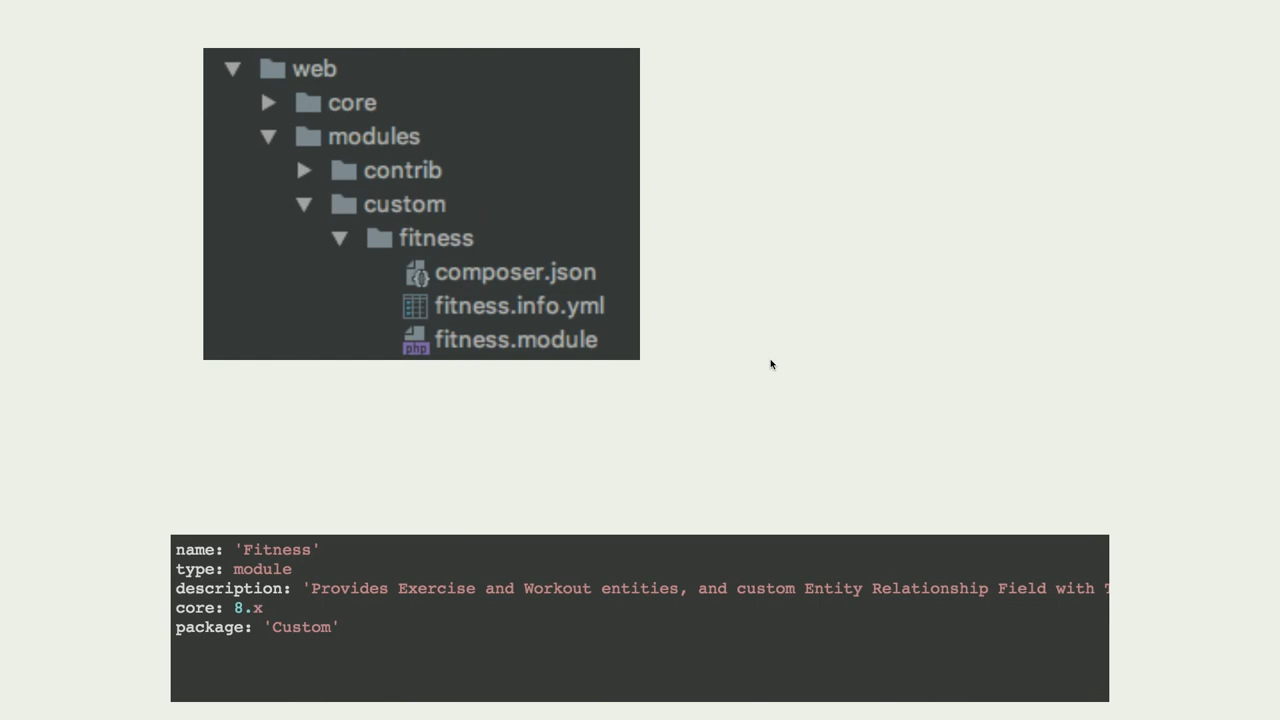 web
core
modules
contrib
custom
fitness
composer.json
fitness.info.yml
php fitness.module
name: 'Fitness'
type: module
description: 'Provides Exercise and Workout entities, and custom Entity Relationship Field with
core: 8.x
package: 'Custom'